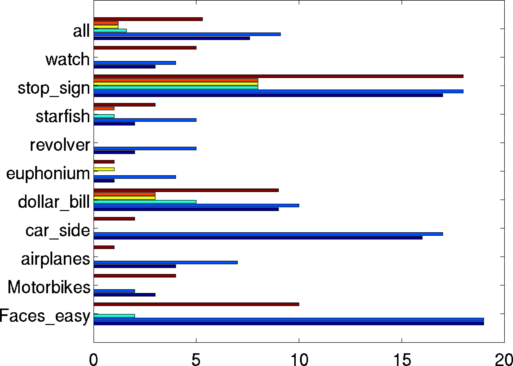 all
watch
stop_sign
starfish
revolver
euphonium
dollar_bill
car_side
airplanes
Motorbikes
Faces_easy
0 5 10 15 20